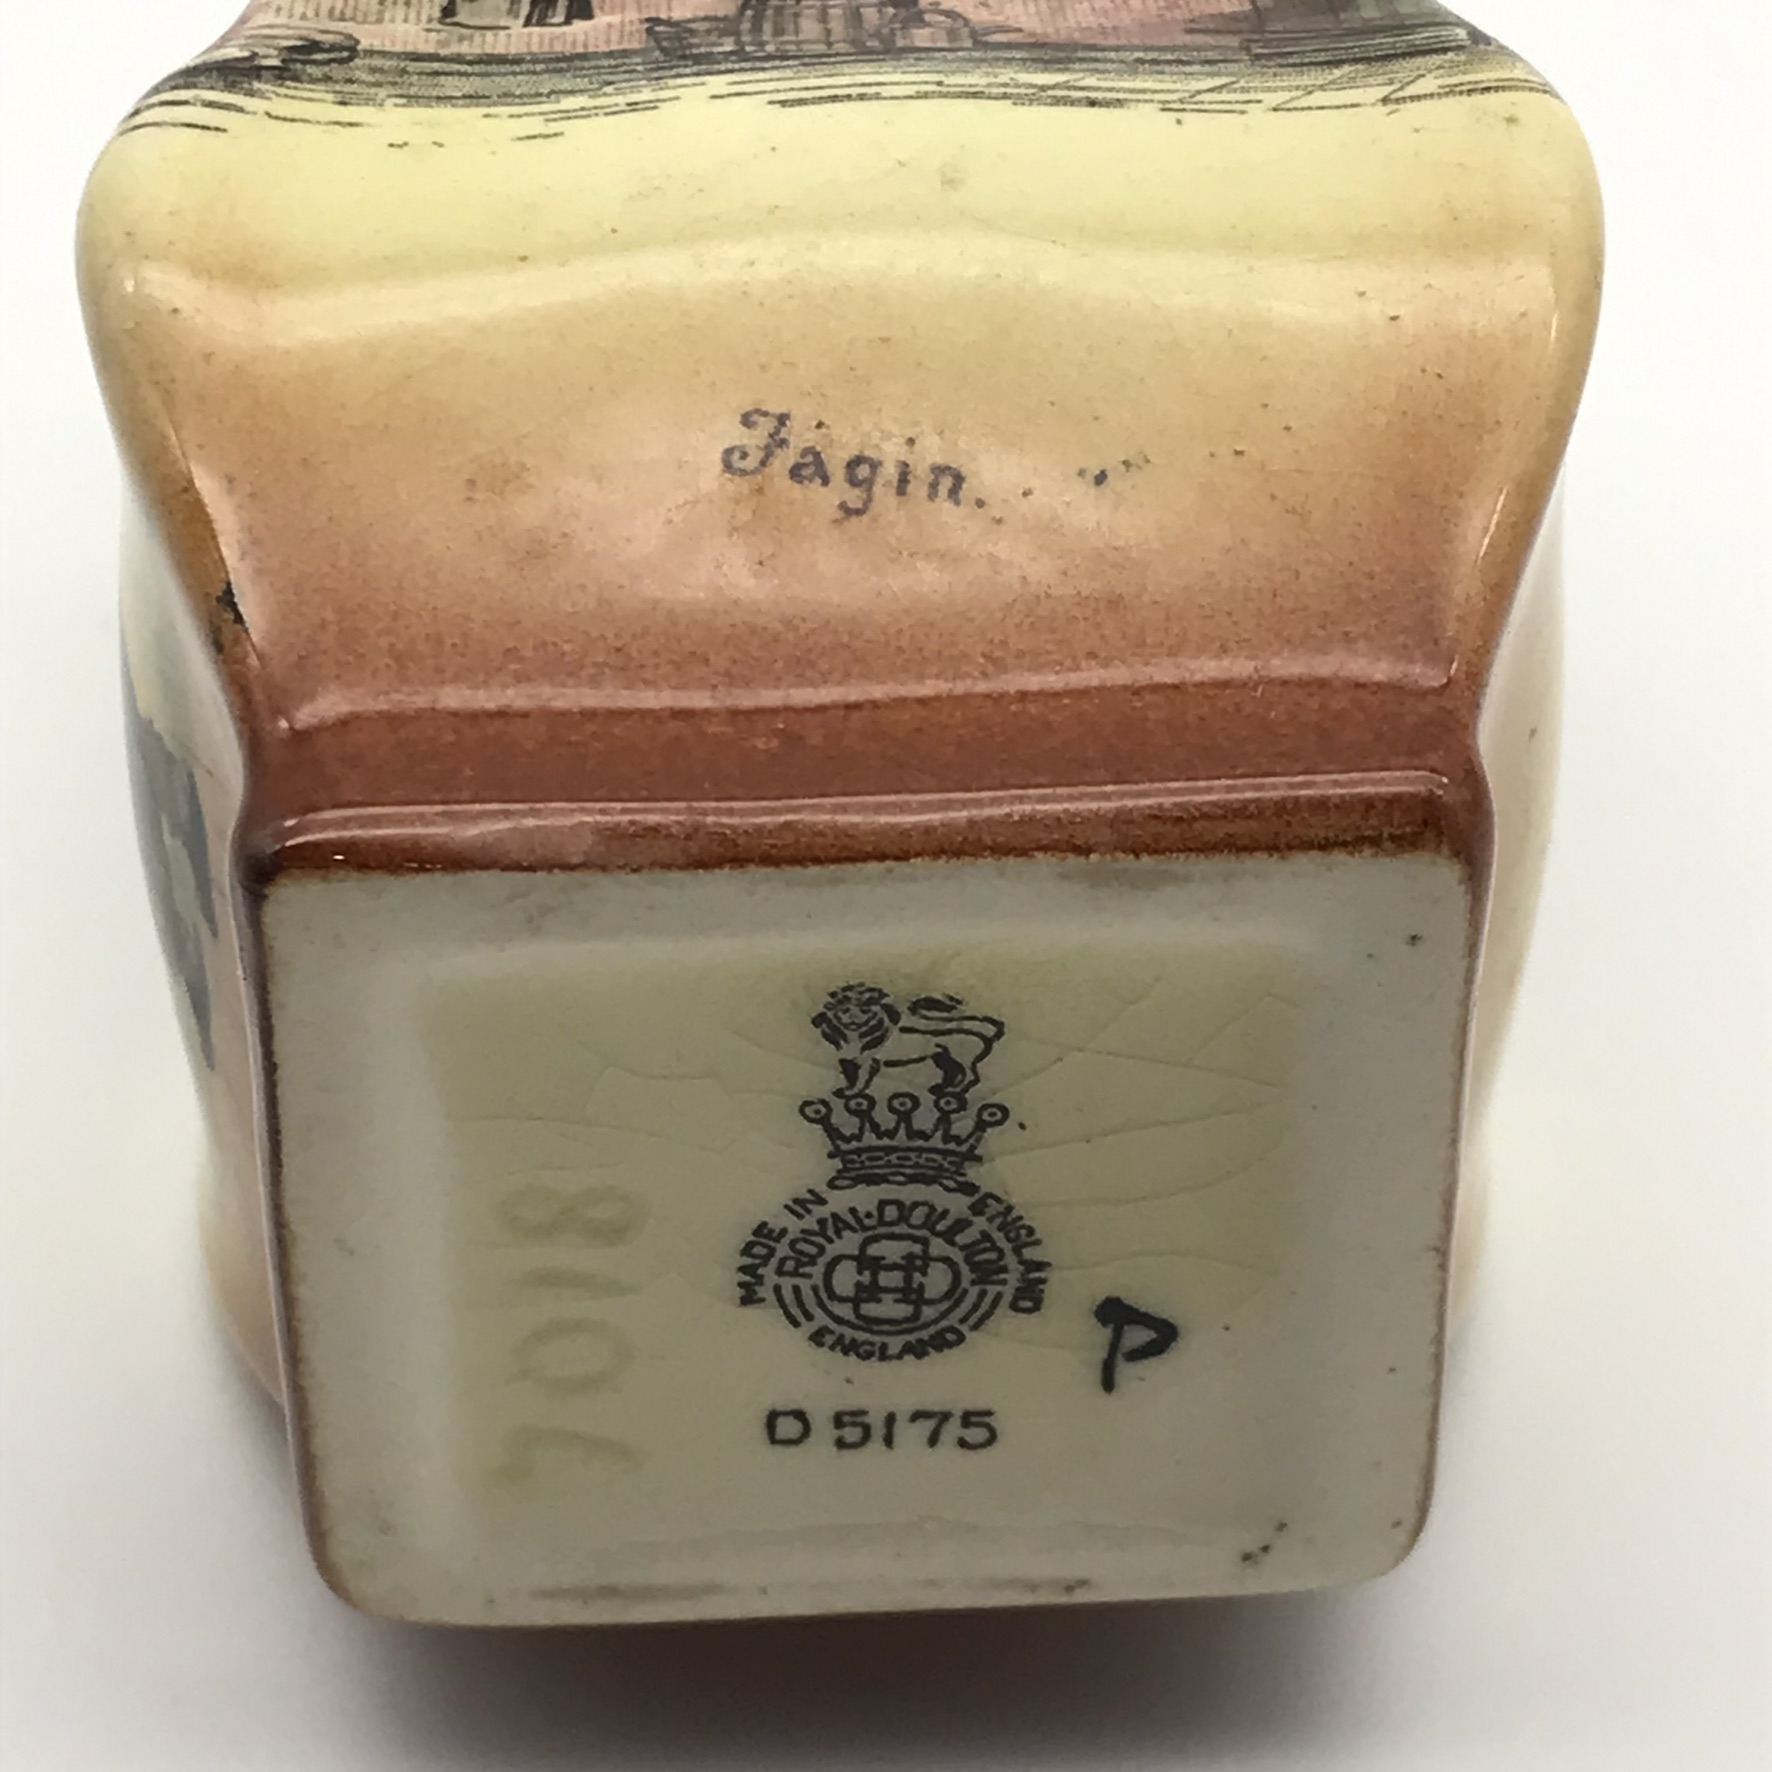 Fagin.
MADE IN ENGLAND
ROYAL·DOULTON
ENGLAND
D 5175
P
7018